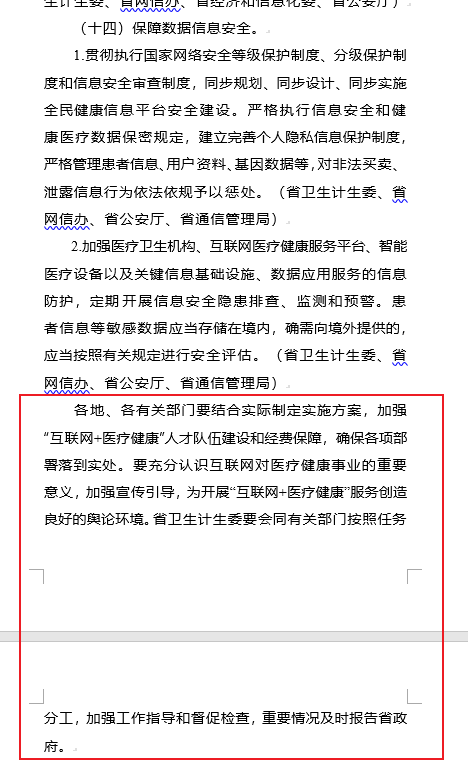 生计生委、省网信办、省经济和信息化委、省公安厅）
（十四）保障数据信息安全。
1.贯彻执行国家网络安全等级保护制度、分级保护制
度和信息安全审查制度，同步规划、同步设计、同步实施
全民健康信息平台安全建设。严格执行信息安全和健
康医疗数据保密规定，建立完善个人隐私信息保护制度，
严格管理患者信息、用户资料、基因数据等，对非法买卖、
泄露信息行为依法依规予以惩处。（省卫生计生委、省
网信办、省公安厅、省通信管理局）
2.加强医疗卫生机构、互联网医疗健康服务平台、智能
医疗设备以及关键信息基础设施、数据应用服务的信息
防护，定期开展信息安全隐患排查、监测和预警。患
者信息等敏感数据应当存储在境内，确需向境外提供的，
应当按照有关规定进行安全评估。（省卫生计生委、省
网信办、省公安厅、省通信管理局）
各地、各有关部门要结合实际制定实施方案，加强
“互联网+医疗健康”人才队伍建设和经费保障，确保各项部
署落到实处。要充分认识互联网对医疗健康事业的重要
意义，加强宣传引导，为开展“互联网+医疗健康”服务创造
良好的舆论环境。省卫生计生委要会同有关部门按照任务
分工，加强工作指导和督促检查，重要情况及时报告省政
府。